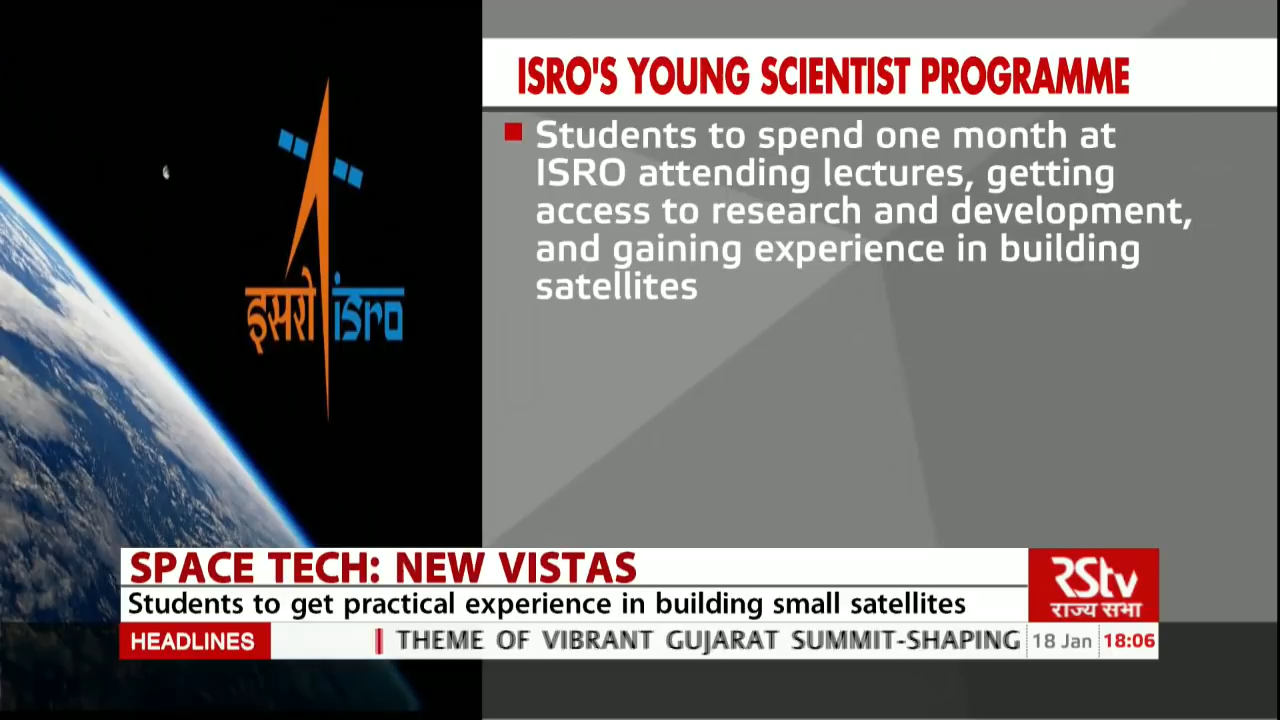 इसरो isro
ISRO'S YOUNG SCIENTIST PROGRAMME
Students to spend one month at
ISRO attending lectures, getting
access to research and development,
and gaining experience in building
satellites
SPACE TECH: NEW VISTAS
Students to get practical experience in building small satellites
RSTV
राज्य सभा
HEADLINES
THEME OF VIBRANT GUJARAT SUMMIT-SHAPING
18 Jan
18:06